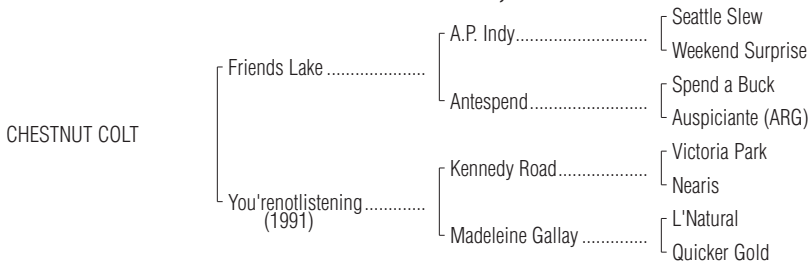 Seattle Slew
A.P. Indy
Weekend Surprise
Friends Lake
Spend a Buck
Antespend
Auspiciante (ARG)
CHESTNUT COLT
Victoria Park
Kennedy Road
Nearis
You'renotlistening
(1991)
L'Natural
Madeleine Gallay
Quicker Gold